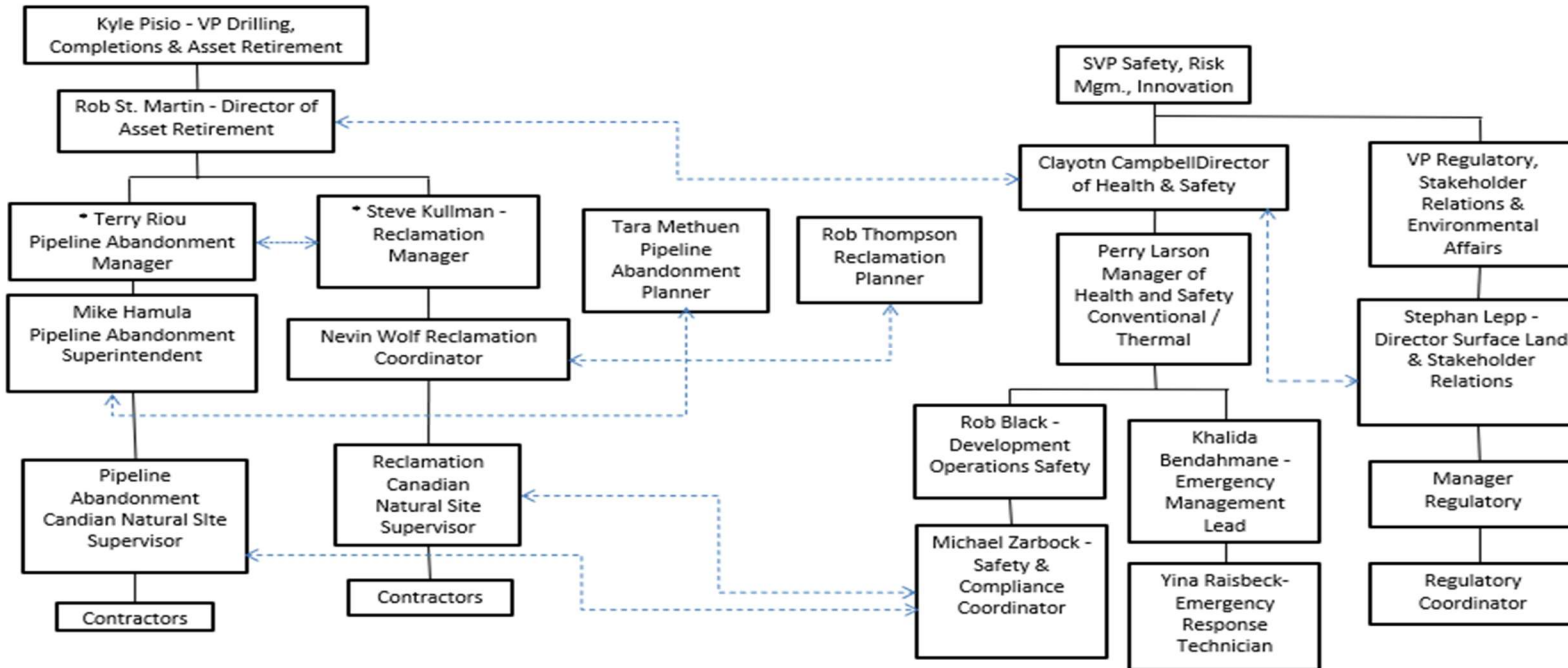 Kyle Pisio - VP Drilling,
Completions & Asset Retirement
Rob St. Martin - Director of
Asset Retirement
* Terry Riou
Pipeline Abandonment
Manager
* Steve Kullman -
Reclamation
Manager
Mike Hamula
Pipeline Abandonment
Superintendent
Nevin Wolf Reclamation
Coordinator
Pipeline
Abandonment
Candian Natural SIte
Supervisor
Reclamation
Canadian
Natural Site
Supervisor
Contractors
Contractors
Tara Methuen
Pipeline
Abandonment
Planner
Rob Thompson
Reclamation
Planner
SVP Safety, Risk
Mgm., Innovation
Clayotn CampbellDirector
of Health & Safety
Perry Larson
Manager of
Health and Safety
Conventional /
Thermal
Rob Black -
Development
Operations Safety
Michael Zarbock -
Safety &
Compliance
Coordinator
Khalida
Bendahmane -
Emergency
Management
Lead
Yina Raisbeck-
Emergency
Response
Technician
VP Regulatory,
Stakeholder
Relations &
Environmental
Affairs
Stephan Lepp -
Director Surface Land
& Stakeholder
Relations
Manager
Regulatory
Regulatory
Coordinator